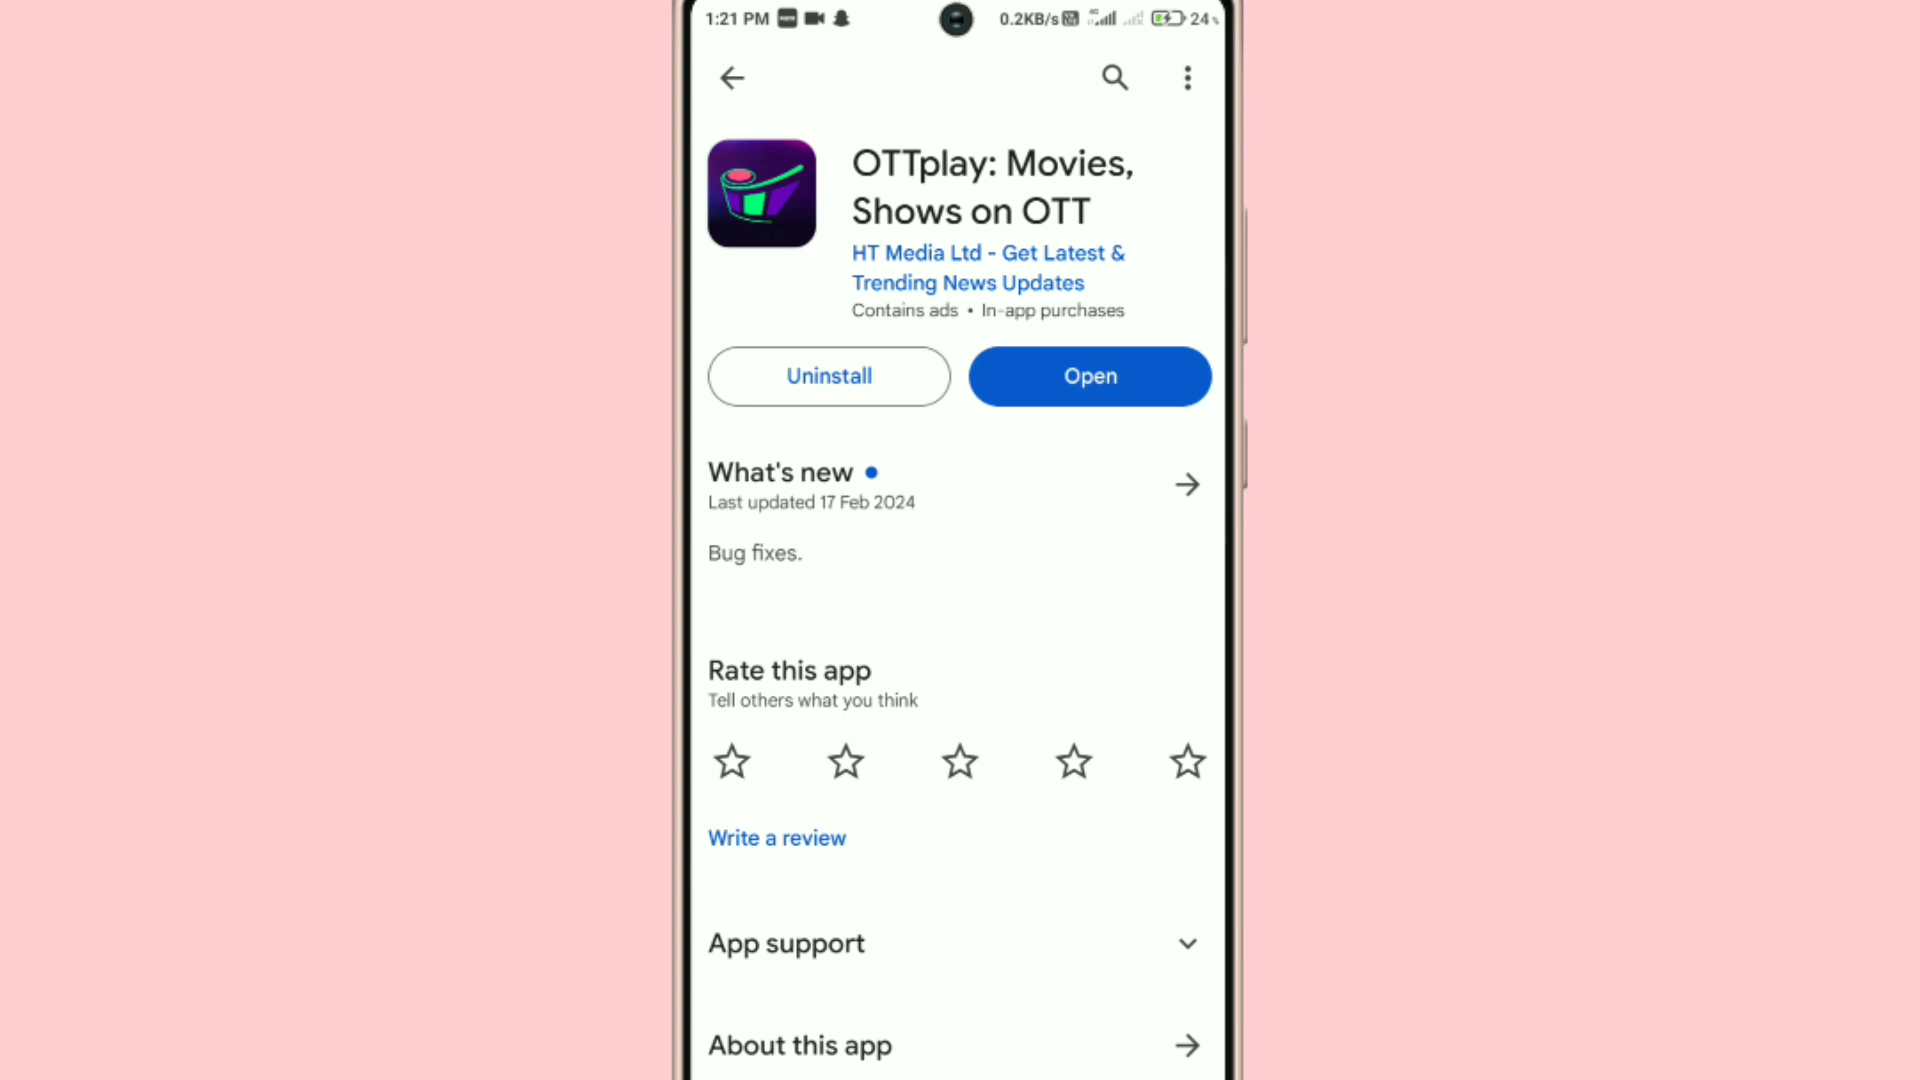 1:21 PM 0.2KB/s 24
OTTplay: Movies,
Shows on OTT
HT Media Ltd - Get Latest &
Trending News Updates
Contains ads • In-app purchases
Uninstall
Open
What's new
Last updated 17 Feb 2024
Bug fixes.
Rate this app
Tell others what you think
Write a review
App support
About this app